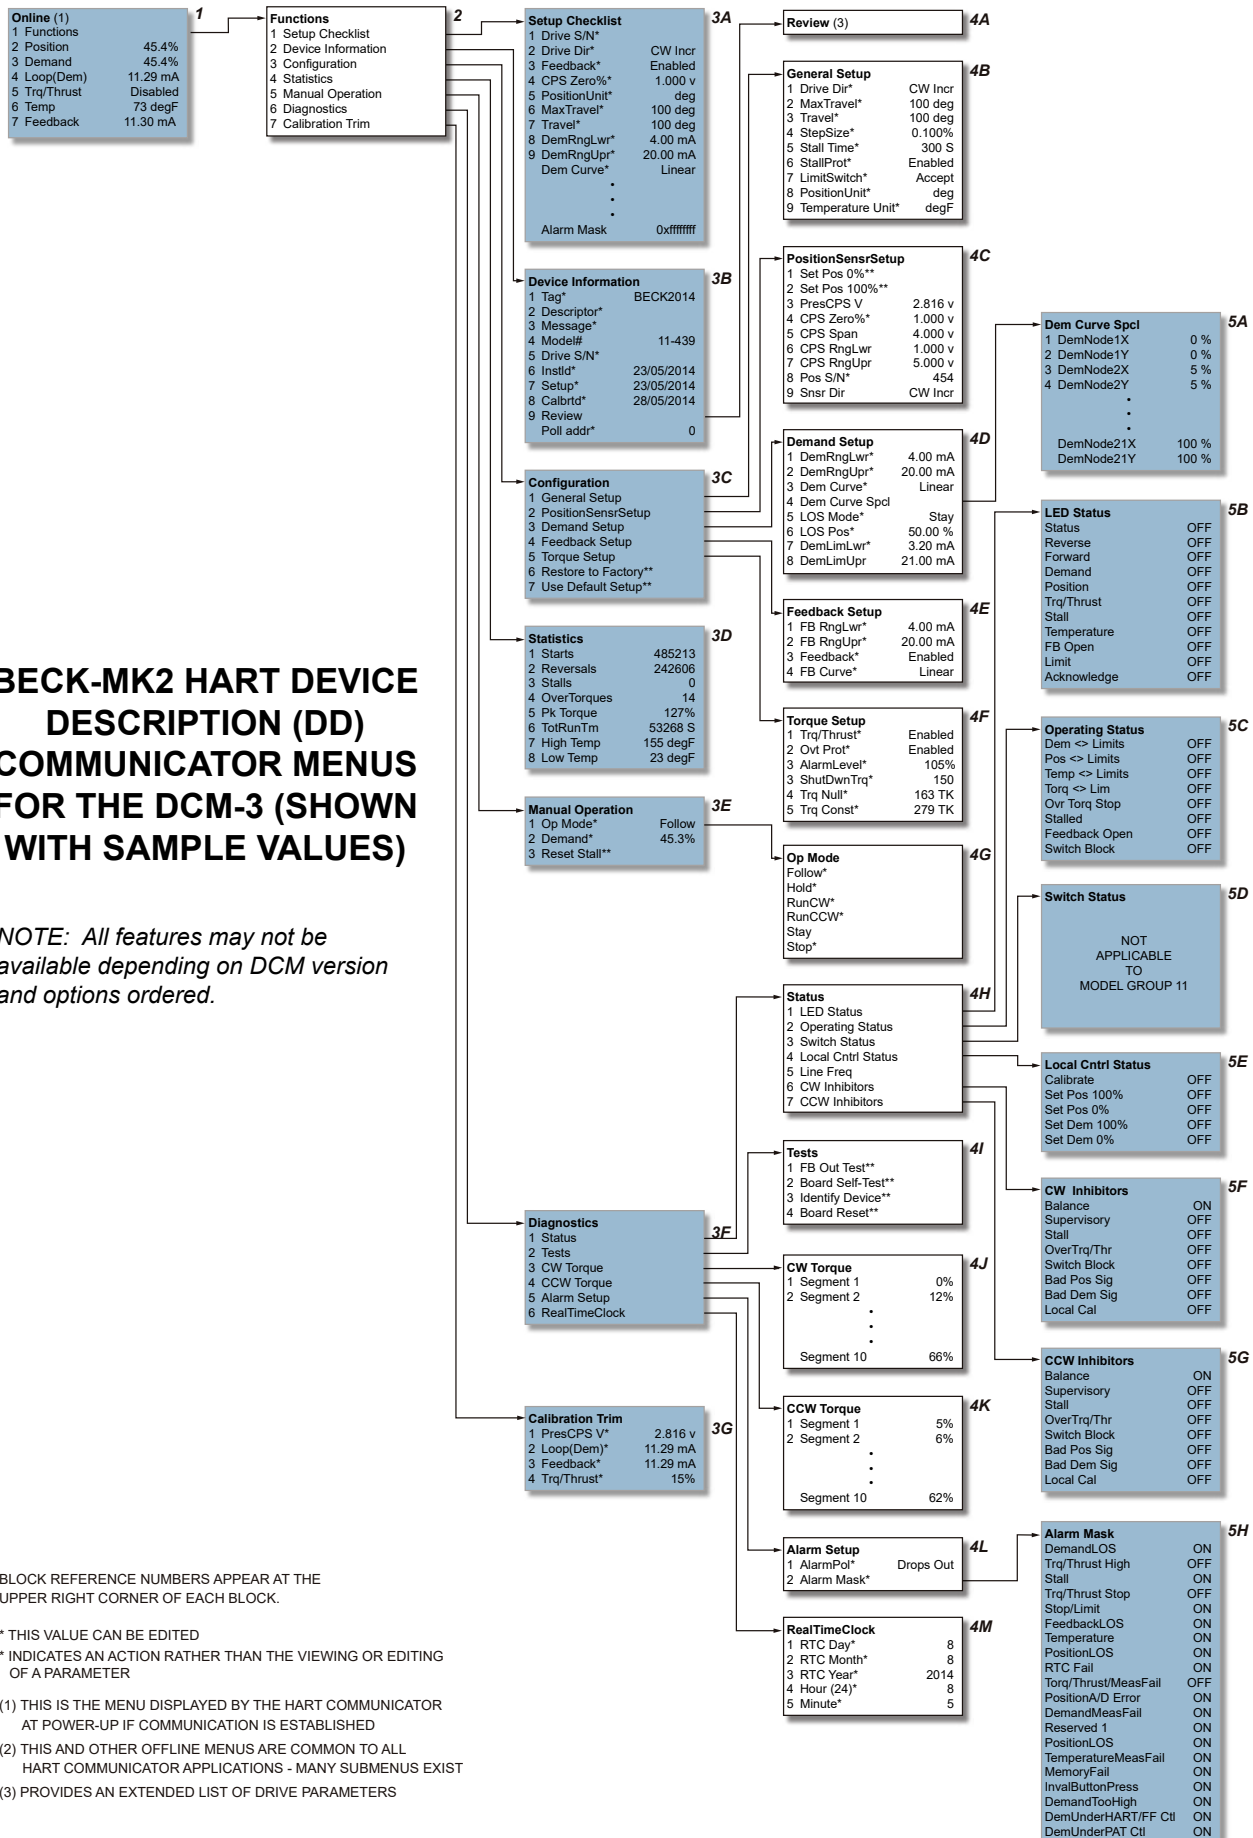 Online (1)
1 Functions
2 Position 45.4%
3 Demand 45.4%
4 Loop(Dem) 11.29 mA
5 Trq/Thrust Disabled
6 Temp 73 degF
7 Feedback 11.30 mA
1
Functions
1 Setup Checklist
2 Device Information
3 Configuration
4 Statistics
5 Manual Operation
6 Diagnostics
7 Calibration Trim
2
Setup Checklist
1 Drive S/N*
2 Drive Dir* CW Incr
3 Feedback* Enabled
4 CPS Zero%* 1.000 v
5 PositionUnit* deg
6 MaxTravel* 100 deg
7 Travel* 100 deg
8 DemRngLwr* 4.00 mA
9 DemRngUpr* 20.00 mA
Dem Curve* Linear
•
•
•
Alarm Mask 0xffffffff
3A
Device Information
1 Tag* BECK2014
2 Descriptor*
3 Message*
4 Model# 11-439
5 Drive S/N*
6 Instld* 23/05/2014
7 Setup* 23/05/2014
8 Calbrtd* 28/05/2014
9 Review
Poll addr* 0
3B
Configuration
1 General Setup
2 PositionSensrSetup
3 Demand Setup
4 Feedback Setup
5 Torque Setup
6 Restore to Factory**
7 Use Default Setup**
3C
Statistics
1 Starts 485213
2 Reversals 242606
3 Stalls 0
4 OverTorques 14
5 Pk Torque 127%
6 TotRunTm 53268 S
7 High Temp 155 degF
8 Low Temp 23 degF
3D
Manual Operation
1 Op Mode* Follow
2 Demand* 45.3%
3 Reset Stall**
3E
Diagnostics
1 Status
2 Tests
3 CW Torque
4 CCW Torque
5 Alarm Setup
6 RealTimeClock
3F
Calibration Trim
1 PresCPS V* 2.816 v
2 Loop(Dem)* 11.29 mA
3 Feedback* 11.29 mA
4 Trq/Thrust* 15%
3G
Review (3)
4A
General Setup
1 Drive Dir* CW Incr
2 MaxTravel* 100 deg
3 Travel* 100 deg
4 StepSize* 0.100%
5 Stall Time* 300 S
6 StallProt* Enabled
7 LimitSwitch* Accept
8 PositionUnit* deg
9 Temperature Unit* degF
4B
PositionSensrSetup
1 Set Pos 0%**
2 Set Pos 100%**
3 PresCPS V 2.816 v
4 CPS Zero%* 1.000 v
5 CPS Span 4.000 v
6 CPS RngLwr 1.000 v
7 CPS RngUpr 5.000 v
8 Pos S/N* 454
9 Snsr Dir CW Incr
4C
Demand Setup
1 DemRngLwr* 4.00 mA
2 DemRngUpr* 20.00 mA
3 Dem Curve* Linear
4 Dem Curve Spcl
5 LOS Mode* Stay
6 LOS Pos* 50.00 %
7 DemLimLwr* 3.20 mA
8 DemLimUpr 21.00 mA
4D
Feedback Setup
1 FB RngLwr* 4.00 mA
2 FB RngUpr* 20.00 mA
3 Feedback* Enabled
4 FB Curve* Linear
4E
Torque Setup
1 Trq/Thrust* Enabled
2 Ovt Prot* Enabled
3 AlarmLevel* 105%
3 ShutDwnTrq* 150
4 Trq Null* 163 TK
5 Trq Const* 279 TK
4F
Op Mode
Follow*
Hold*
RunCW*
RunCCW*
Stay
Stop*
4G
Status
1 LED Status
2 Operating Status
3 Switch Status
4 Local Cntrl Status
5 Line Freq
6 CW Inhibitors
7 CCW Inhibitors
4H
Tests
1 FB Out Test**
2 Board Self-Test**
3 Identify Device**
4 Board Reset**
4I
CW Torque
1 Segment 1 0%
2 Segment 2 12%
•
•
•
Segment 10 66%
4J
CCW Torque
1 Segment 1 5%
2 Segment 2 6%
•
•
•
Segment 10 62%
4K
Alarm Setup
1 AlarmPol* Drops Out
2 Alarm Mask*
4L
RealTimeClock
1 RTC Day* 8
2 RTC Month* 8
3 RTC Year* 2014
4 Hour (24)* 8
5 Minute* 5
4M
Dem Curve Spcl
1 DemNode1X 0 %
2 DemNode1Y 0 %
3 DemNode2X 5 %
4 DemNode2Y 5 %
•
•
•
DemNode21X 100 %
DemNode21Y 100 %
5A
LED Status
Status OFF
Reverse OFF
Forward OFF
Demand OFF
Position OFF
Trq/Thrust OFF
Stall OFF
Temperature OFF
FB Open OFF
Limit OFF
Acknowledge OFF
5B
Operating Status
Dem <> Limits OFF
Pos <> Limits OFF
Temp <> Limits OFF
Torq <> Lim OFF
Ovr Torq Stop OFF
Stalled OFF
Feedback Open OFF
Switch Block OFF
5C
Switch Status
NOT
APPLICABLE
TO
MODEL GROUP 11
5D
Local Cntrl Status
Calibrate OFF
Set Pos 100% OFF
Set Pos 0% OFF
Set Dem 100% OFF
Set Dem 0% OFF
5E
CW Inhibitors
Balance ON
Supervisory OFF
Stall OFF
OverTrq/Thr OFF
Switch Block OFF
Bad Pos Sig OFF
Bad Dem Sig OFF
Local Cal OFF
5F
CCW Inhibitors
Balance ON
Supervisory OFF
Stall OFF
OverTrq/Thr OFF
Switch Block OFF
Bad Pos Sig OFF
Bad Dem Sig OFF
Local Cal OFF
5G
Alarm Mask
DemandLOS ON
Trq/Thrust High OFF
Stall ON
Trq/Thrust Stop OFF
Stop/Limit ON
FeedbackLOS ON
Temperature ON
PositionLOS ON
RTC Fail ON
Torq/Thrust/MeasFail OFF
PositionA/D Error ON
DemandMeasFail ON
Reserved 1 ON
PositionLOS ON
TemperatureMeasFail ON
MemoryFail ON
InvalButtonPress ON
DemandTooHigh ON
DemUnderHART/FF Ctl ON
DemUnderPAT Ctl ON
5H
BECK-MK2 HART DEVICE
DESCRIPTION (DD)
COMMUNICATOR MENUS
FOR THE DCM-3 (SHOWN
WITH SAMPLE VALUES)
NOTE: All features may not be
available depending on DCM version
and options ordered.
BLOCK REFERENCE NUMBERS APPEAR AT THE
UPPER RIGHT CORNER OF EACH BLOCK.
* THIS VALUE CAN BE EDITED
* INDICATES AN ACTION RATHER THAN THE VIEWING OR EDITING
OF A PARAMETER
(1) THIS IS THE MENU DISPLAYED BY THE HART COMMUNICATOR
AT POWER-UP IF COMMUNICATION IS ESTABLISHED
(2) THIS AND OTHER OFFLINE MENUS ARE COMMON TO ALL
HART COMMUNICATOR APPLICATIONS - MANY SUBMENUS EXIST
(3) PROVIDES AN EXTENDED LIST OF DRIVE PARAMETERS